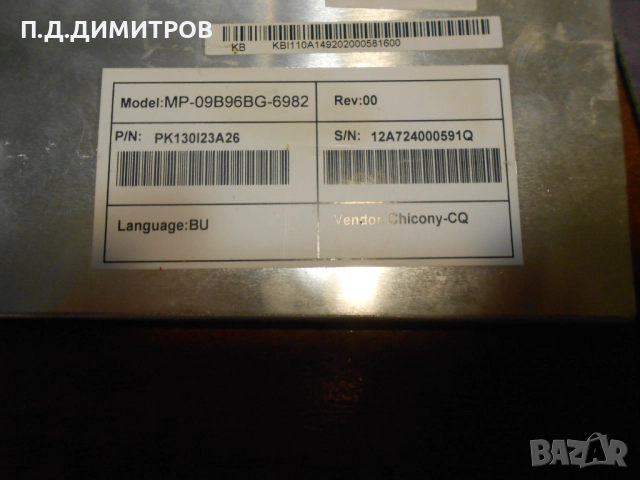 П.Д.ДИМИТРОВ
KB KBI110A149202000581600
Model:MP-09B96BG-6982
Rev:00
P/N: PK130I23A26
S/N: 12A724000591Q
Language:BU
Vendor:Chicony-CQ
BAZAR